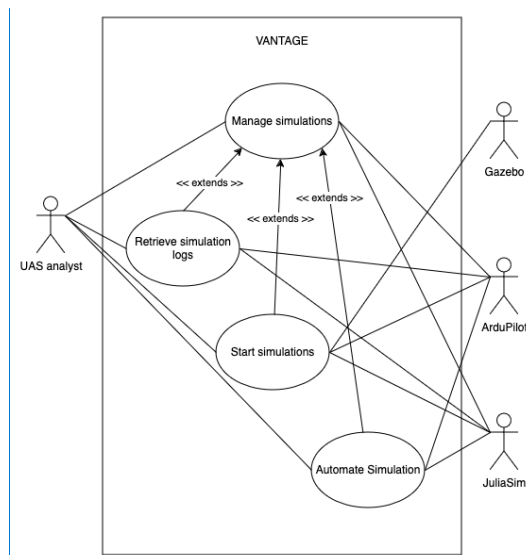 VANTAGE
Manage simulations
<< extends >>
<< extends >>
<< extends >>
Gazebo
Retrieve simulation
logs
UAS analyst
ArduPilot
Start simulations
Automate Simulation
JuliaSim